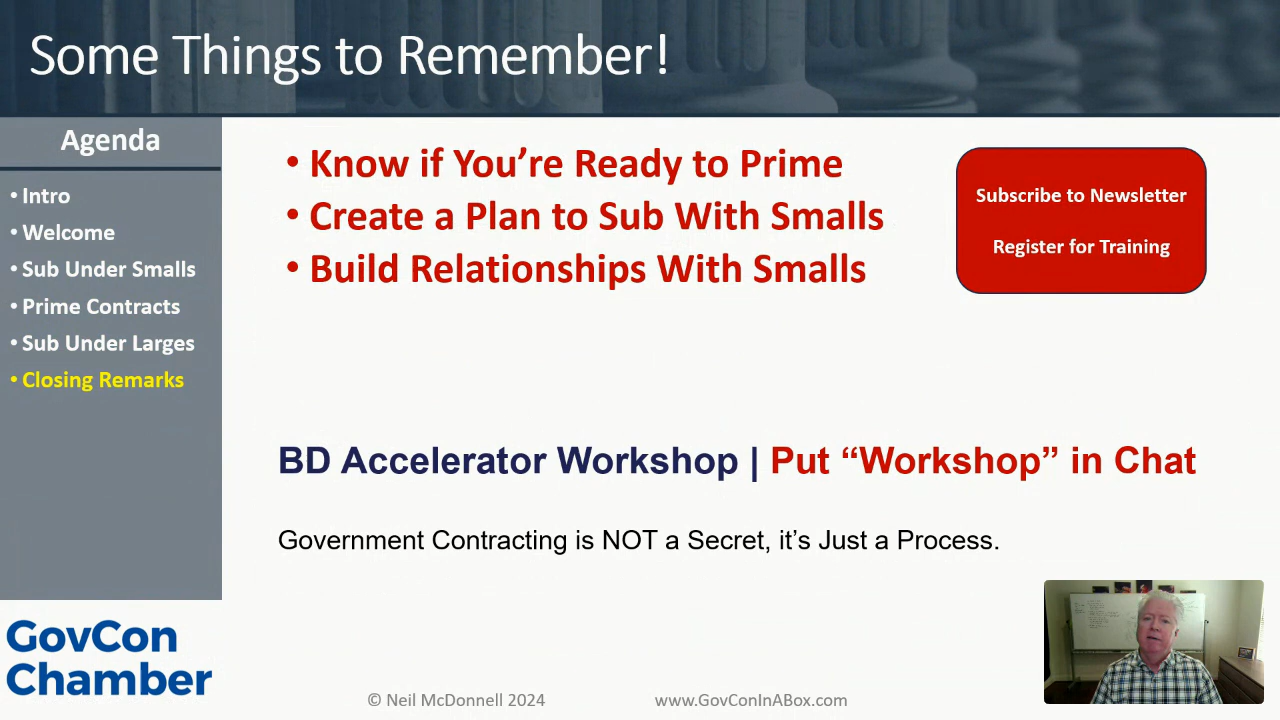 Some Things to Remember!
Agenda
• Intro
• Welcome
• Sub Under Smalls
• Prime Contracts
• Sub Under Larges
• Closing Remarks
• Know if You’re Ready to Prime
• Create a Plan to Sub With Smalls
• Build Relationships With Smalls
Subscribe to Newsletter
Register for Training
BD Accelerator Workshop | Put “Workshop” in Chat
Government Contracting is NOT a Secret, it’s Just a Process.
GovCon
Chamber
© Neil McDonnell 2024
www.GovConInABox.com